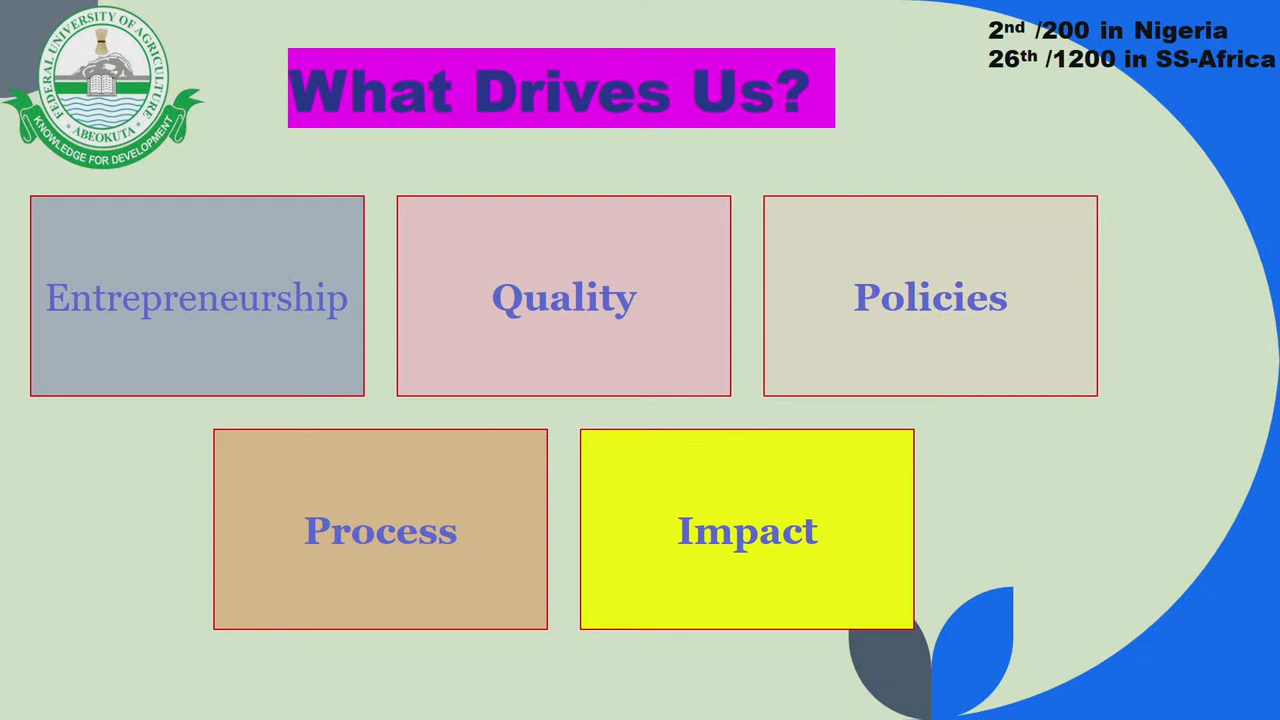 FEDERAL UNIVERSITY OF AGRICULTURE
* ABEOKUTA *
KNOWLEDGE FOR DEVELOPMENT
2nd /200 in Nigeria
26th /1200 in SS-Africa
What Drives Us?
Entrepreneurship
Quality
Policies
Process
Impact